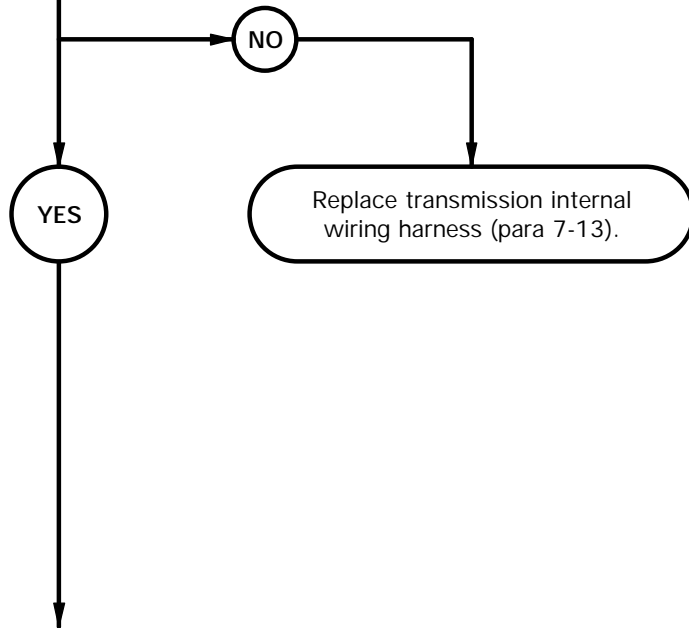 NO
YES
Replace transmission internal
wiring harness (para 7-13).